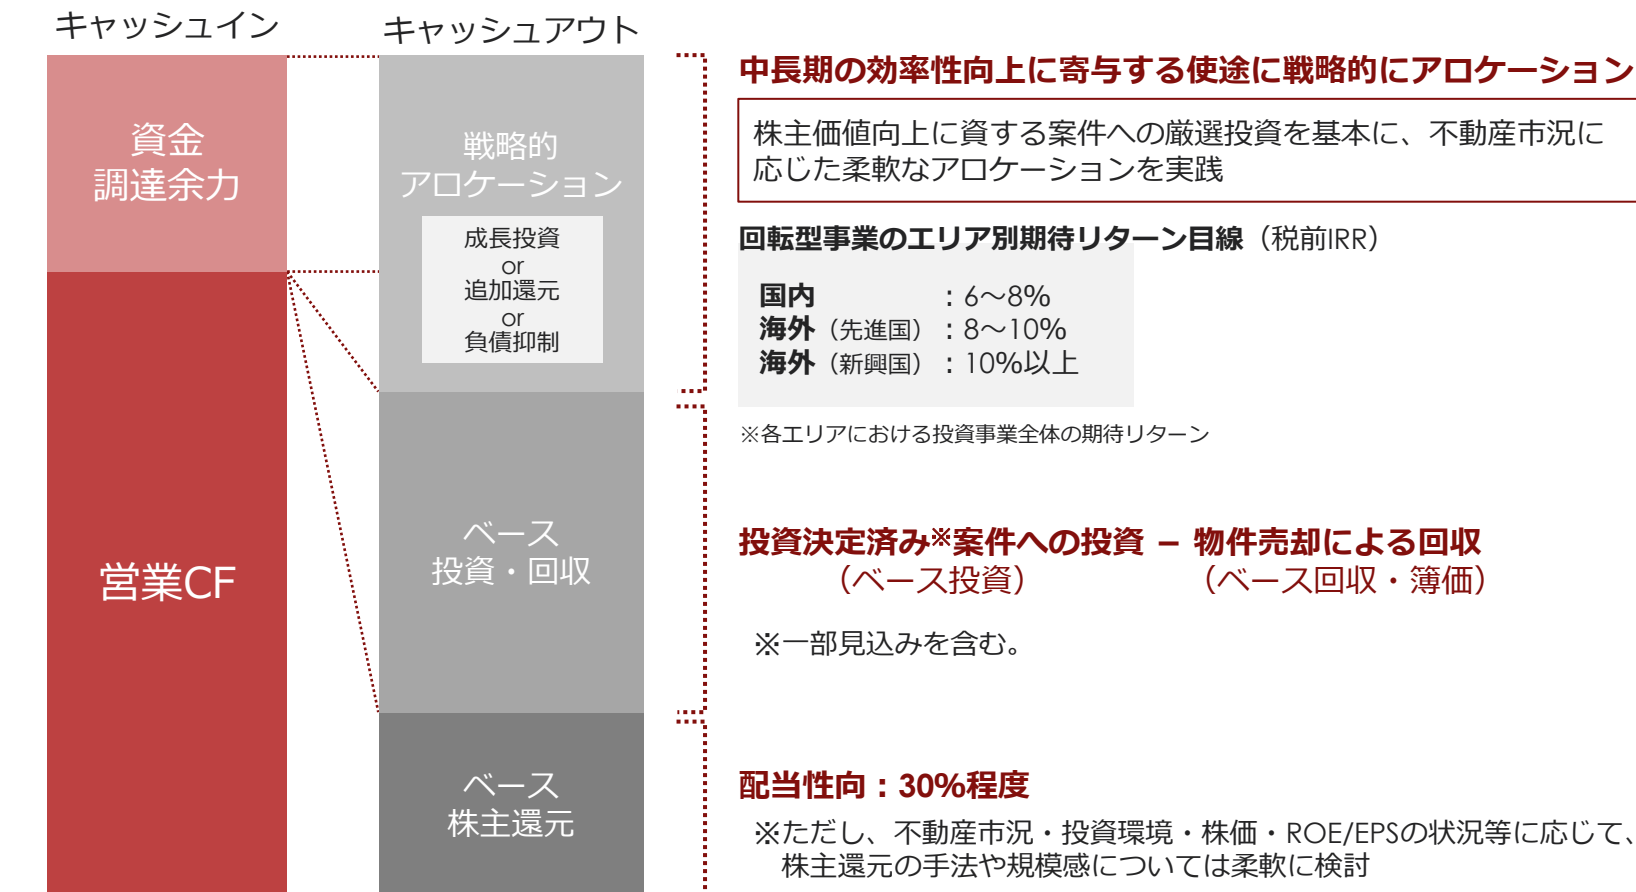 キャッシュイン
キャッシュアウト
資金
調達余力
営業CF
戦略的
アロケーション
成長投資
or
追加還元
or
負債抑制
ベース
投資・回収
ベース
株主還元
中長期の効率性向上に寄与する使途に戦略的にアロケーション
株主価値向上に資する案件への厳選投資を基本に、不動産市況に
応じた柔軟なアロケーションを実践
回転型事業のエリア別期待リターン目線（税前IRR）
国内：6～8%
海外（先進国）：8～10%
海外（新興国）：10%以上
※各エリアにおける投資事業全体の期待リターン
投資決定済み※案件への投資 － 物件売却による回収
（ベース投資） （ベース回収・簿価）
※一部見込みを含む。
配当性向：30%程度
※ただし、不動産市況・投資環境・株価・ROE/EPSの状況等に応じて、
株主還元の手法や規模感については柔軟に検討